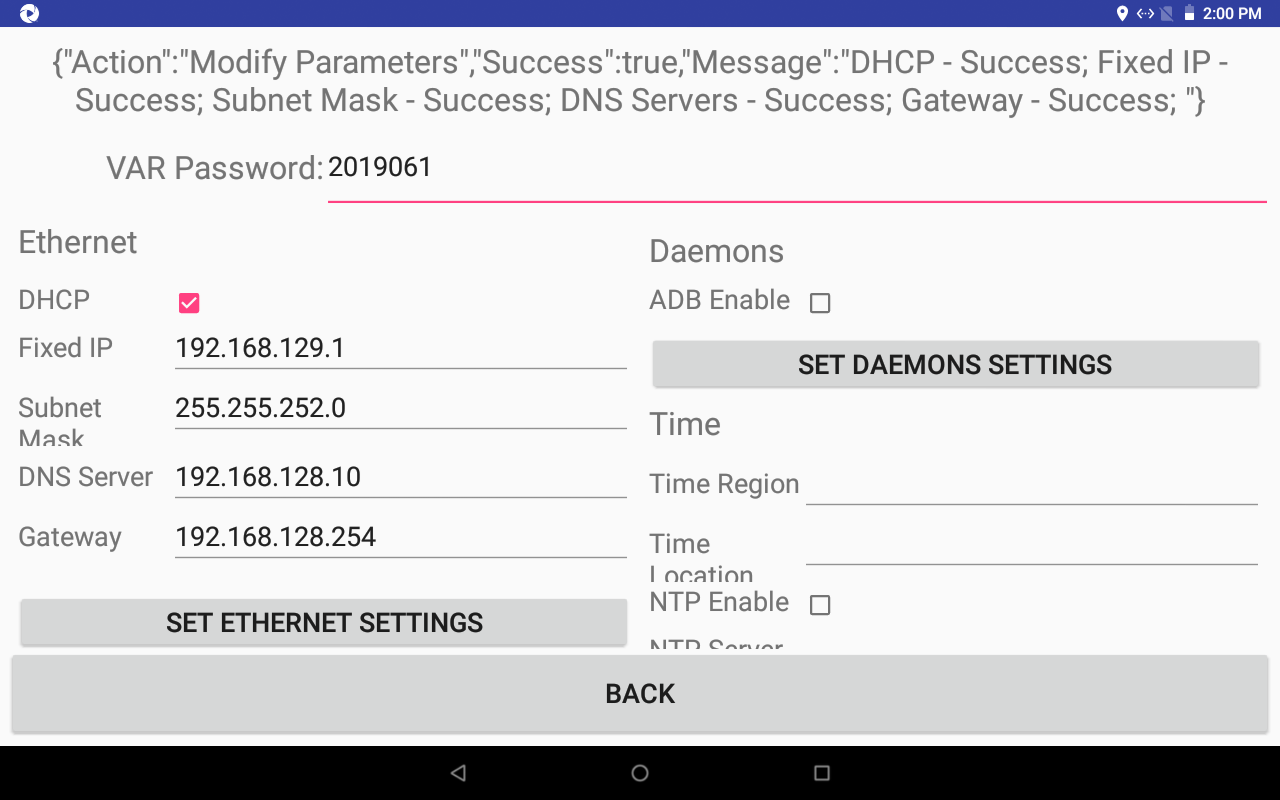 2:00 PM
{"Action":"Modify Parameters","Success":true,"Message":"DHCP - Success; Fixed IP -
Success; Subnet Mask - Success; DNS Servers - Success; Gateway - Success; "}
VAR Password: 2019061
Ethernet
DHCP
Fixed IP 192.168.129.1
Subnet 255.255.252.0
Mask
DNS Server 192.168.128.10
Gateway 192.168.128.254
SET ETHERNET SETTINGS
Daemons
ADB Enable
SET DAEMONS SETTINGS
Time
Time Region
Time
Location
NTP Enable
NTP Server
BACK